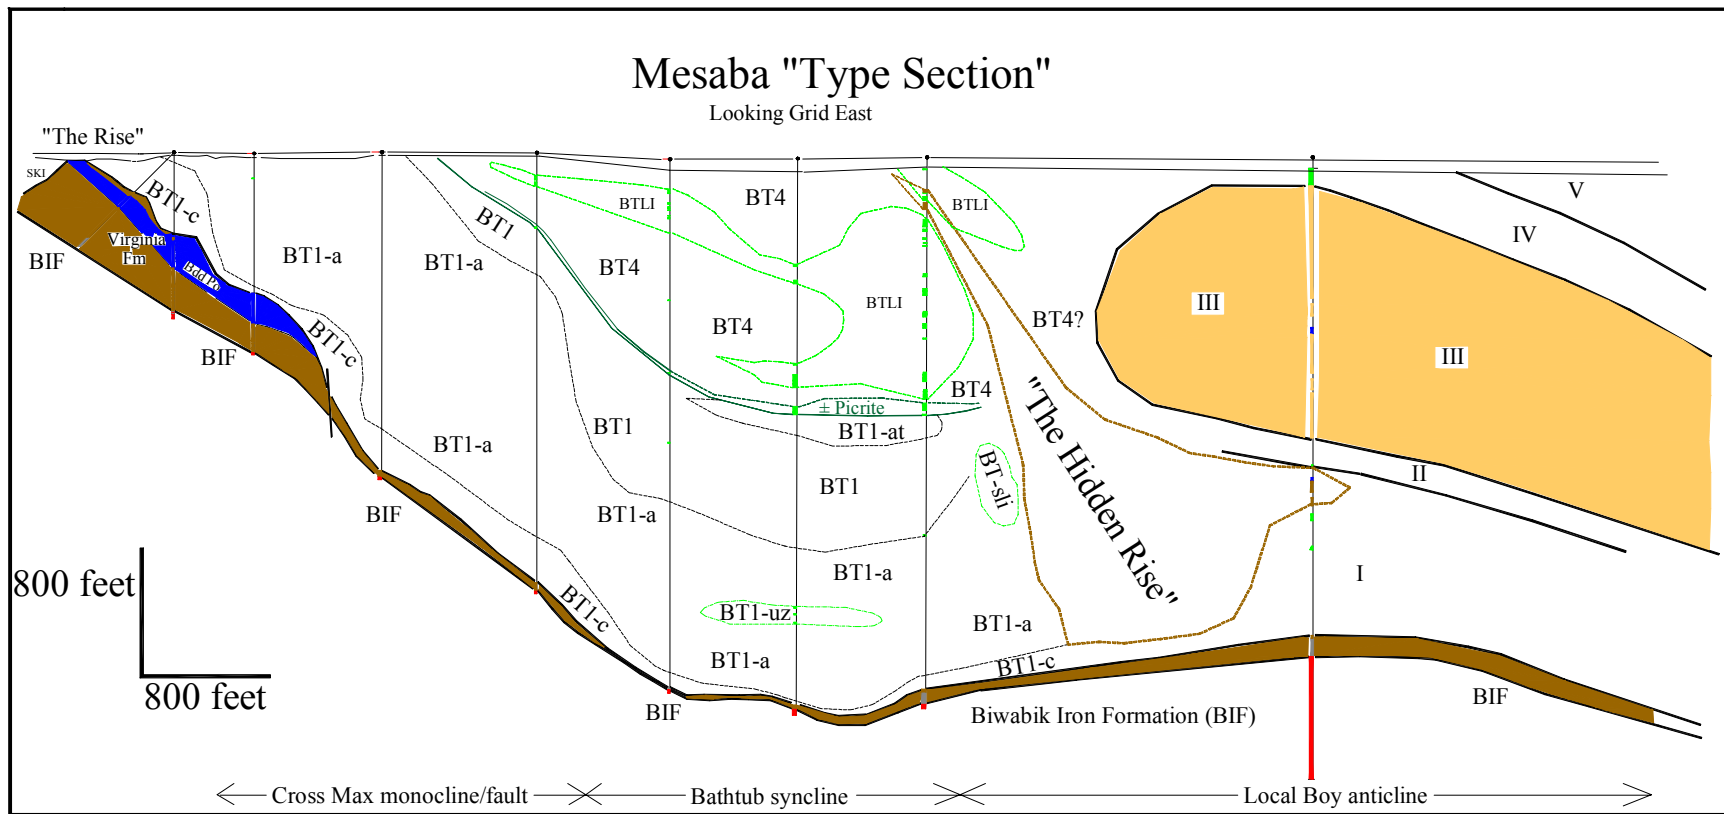 Mesaba "Type Section"
Looking Grid East
"The Rise"
SKI
BT1-c
BT1
BTLI
BT4
BTLI
V
IV
Virginia
Fm
BIF
Bdd Po
BT1-a
BT1-a
BT4
BT4
BTLI
BT4?
III
III
BIF
BT1-c
BT4
± Picrite
BT1-at
BT1
BT1-a
"The Hidden Rise"
BT-sli
BT1
II
BIF
BT1-a
BT1-a
I
800 feet
800 feet
BT1-c
BT1-uz
BT1-a
BT1-a
BT1-c
BIF
BIF
Biwabik Iron Formation (BIF)
Cross Max monocline/fault
Bathtub syncline
Local Boy anticline